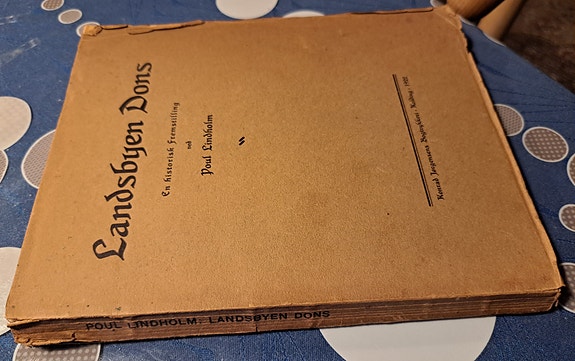 Landsbyen Dons
En historisk Fremstilling
ved
Poul Lindholm
Konrad Jørgensens Bogtrykkeri · Kolding ·
POUL LINDHOLM: LANDSBYEN DONS